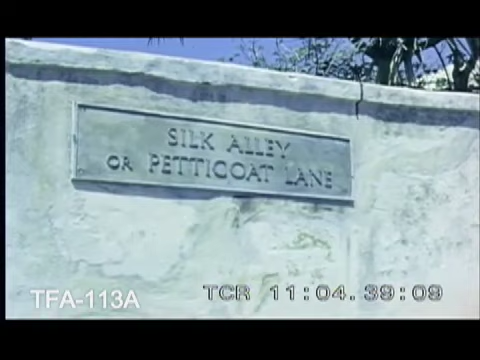 SILK ALLEY
OR PETTICOAT LANE
TFA-113A
TCR 11:04.39:09